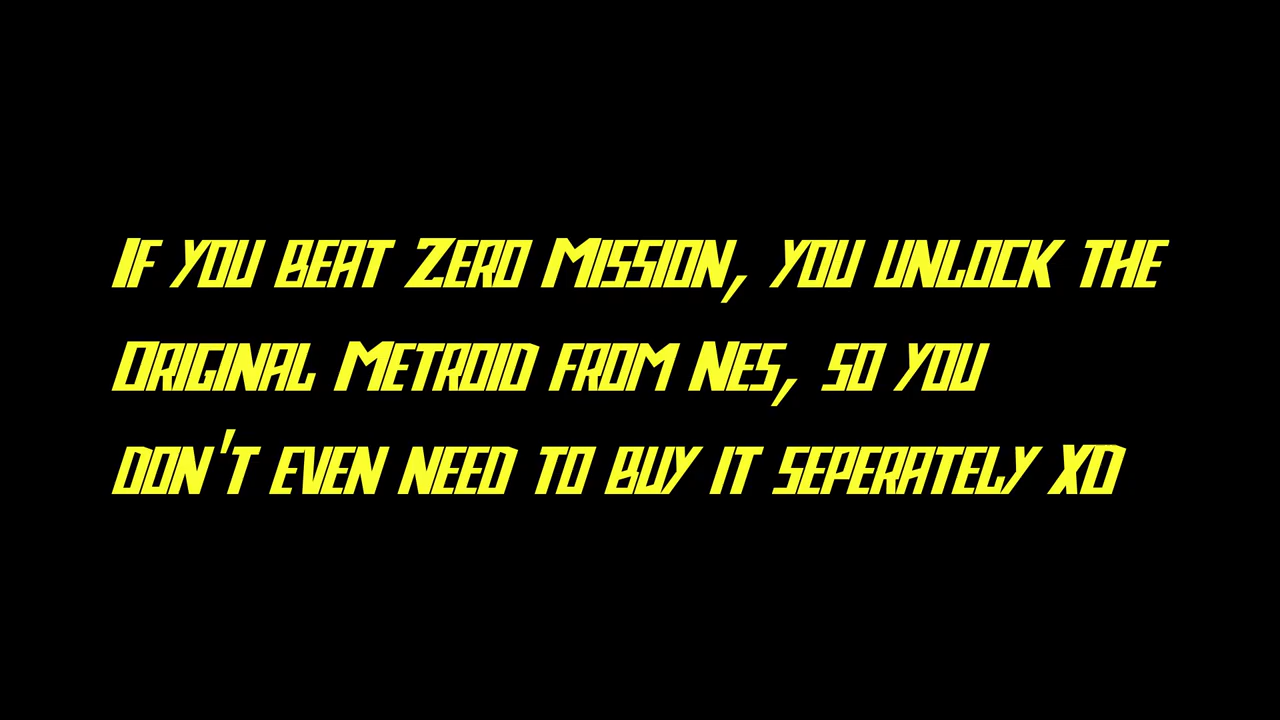 If you beat Zero Mission, you unlock the
Original Metroid from Nes, so you
don't even need to buy it seperately XD